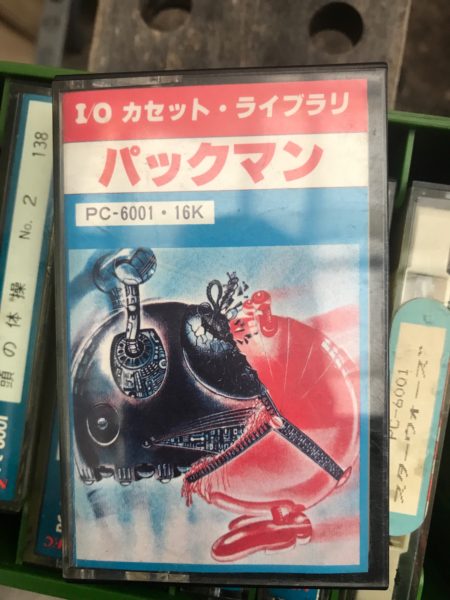 I/O カセット・ライブラリ
パックマン
PC-6001・16K
頭の体操 No. 2 138
PC-6001
スターウォーズ